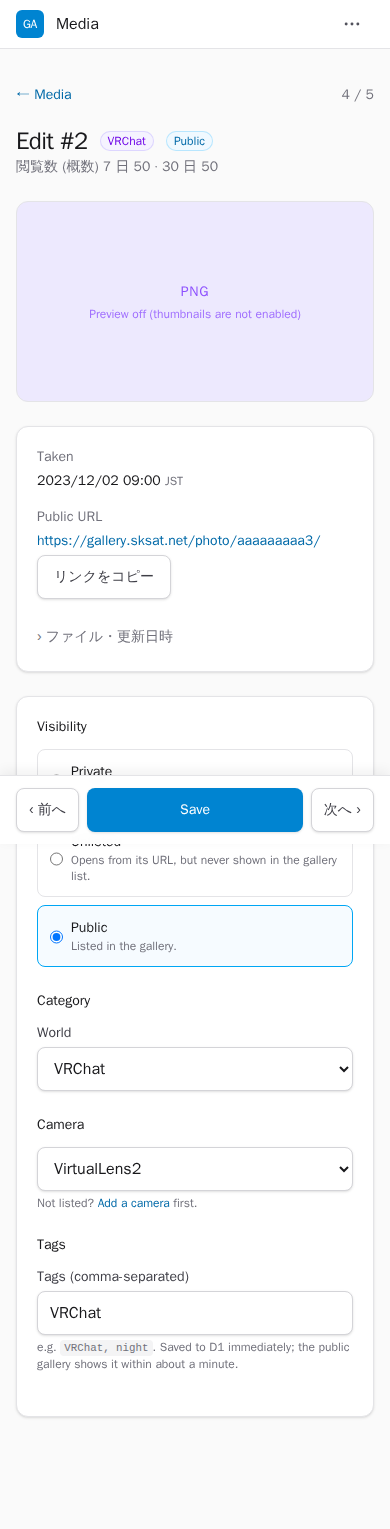 GA Media ...
← Media 4 / 5
Edit #2 VRChat Public
閲覧数 (概数) 7 日 50 · 30 日 50
PNG
Preview off (thumbnails are not enabled)
Taken
2023/12/02 09:00 JST
Public URL
https://gallery.sksat.net/photo/aaaaaaaaa3/
リンクをコピー
› ファイル・更新日時
Visibility
Private
‹ 前へ Save 次へ ›
Opens from its URL, but never shown in the gallery
list.
Public
Listed in the gallery.
Category
World
VRChat
Camera
VirtualLens2
Not listed? Add a camera first.
Tags
Tags (comma-separated)
VRChat
e.g. VRChat, night. Saved to D1 immediately; the public
gallery shows it within about a minute.